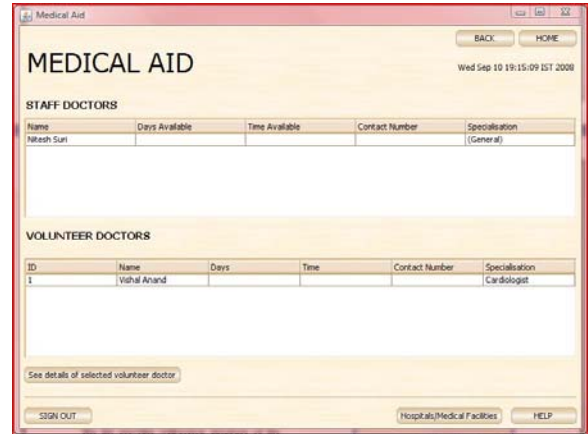 Medical Aid
BACK HOME
MEDICAL AID
Wed Sep 10 19:15:09 IST 2008
STAFF DOCTORS
Name Days Available Time Available Contact Number Specialisation
Nitesh Suri (General)
VOLUNTEER DOCTORS
ID Name Days Time Contact Number Specialisation
1 Vishal Anand Cardiologist
See details of selected volunteer doctor
SIGN OUT Hospitals/Medical Facilities HELP